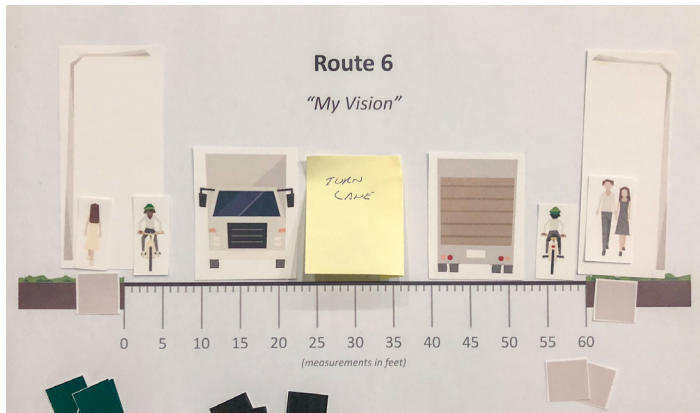 Route 6
“My Vision”
TURN
LANE
0 5 10 15 20 25 30 35 40 45 50 55 60
(measurements in feet)